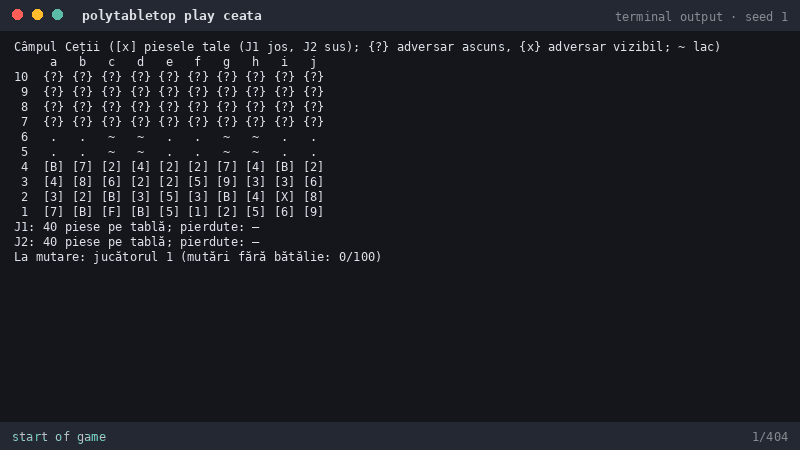 polytabletop play ceata
terminal output · seed 1
Câmpul Ceții ([x] piesele tale (J1 jos, J2 sus); {?} adversar ascuns, {x} adversar vizibil; ~ lac)
a b c d e f g h i j
10 {?} {?} {?} {?} {?} {?} {?} {?} {?} {?}
9 {?} {?} {?} {?} {?} {?} {?} {?} {?} {?}
8 {?} {?} {?} {?} {?} {?} {?} {?} {?} {?}
7 {?} {?} {?} {?} {?} {?} {?} {?} {?} {?}
6 . . ~ ~ . . ~ ~ . .
5 . . ~ ~ . . ~ ~ . .
4 [B] [7] [2] [4] [2] [2] [7] [4] [B] [2]
3 [4] [8] [6] [2] [2] [5] [9] [3] [3] [6]
2 [3] [2] [B] [3] [5] [3] [B] [4] [X] [8]
1 [7] [B] [F] [B] [5] [1] [2] [5] [6] [9]
J1: 40 piese pe tablă; pierdute: —
J2: 40 piese pe tablă; pierdute: —
La mutare: jucătorul 1 (mutări fără bătălie: 0/100)
start of game
1/404